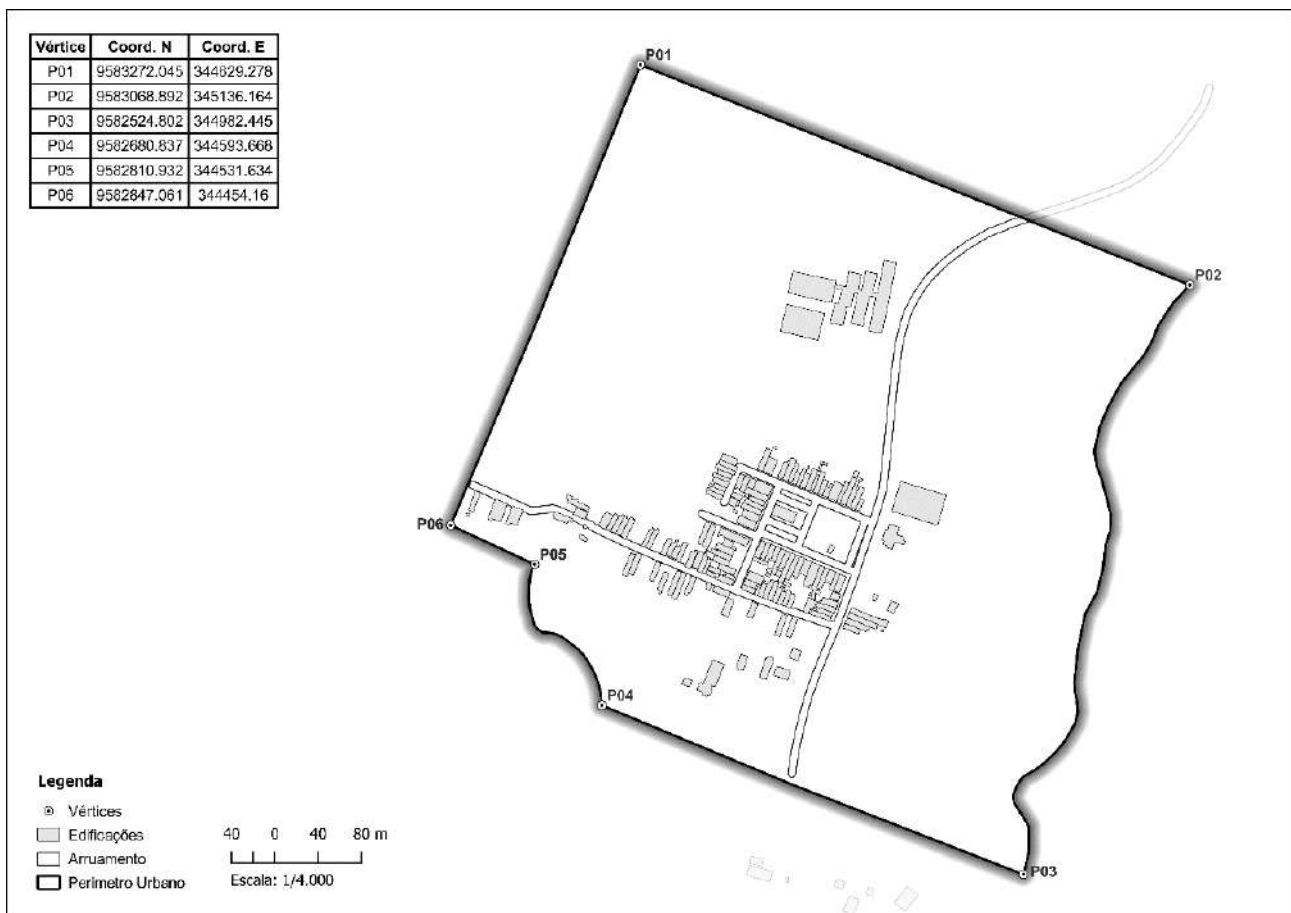 Vértice Coord. N Coord. E
P01 9583272.045 344629.278
P02 9583068.892 345136.164
P03 9582524.802 344982.445
P04 9582680.837 344593.668
P05 9582810.932 344531.634
P06 9582847.061 344454.16
P01
P02
P06
P05
P04
P03
Legenda
Vértices
Edificações
Arruamento
Perimetro Urbano
40 0 40 80 m
Escala: 1/4.000